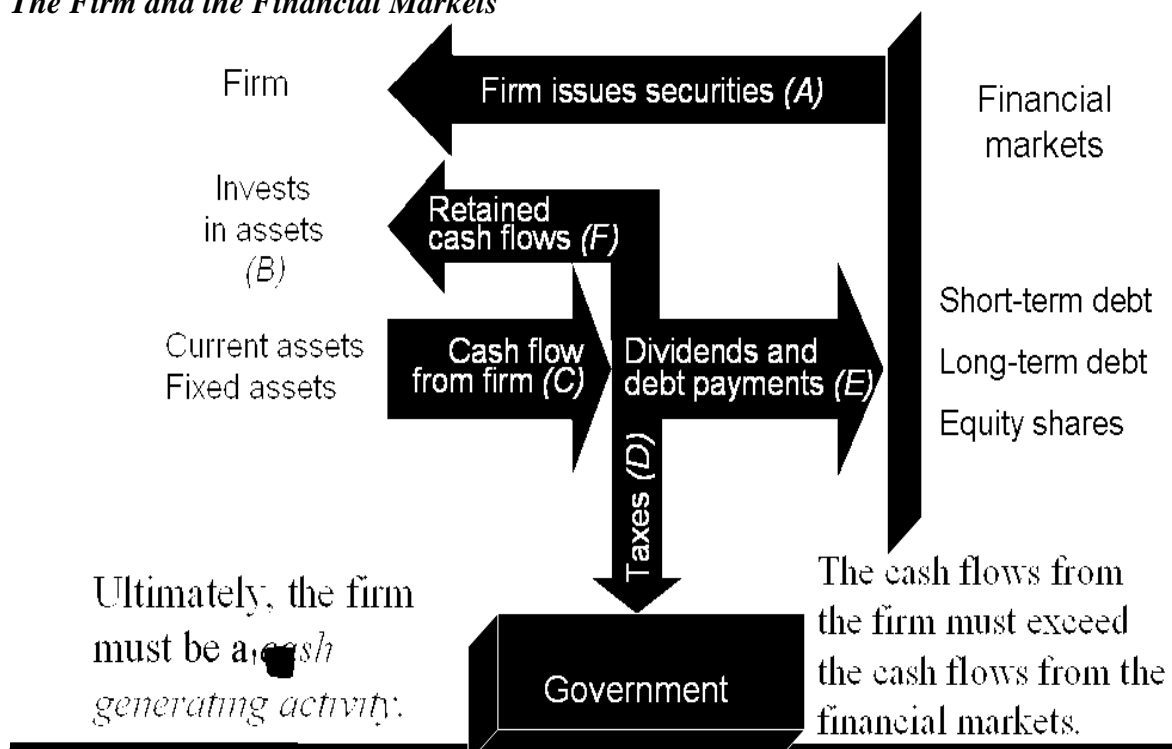 The Firm and the Financial Markets
Firm
Firm issues securities (A)
Financial
markets
Invests
in assets
(B)
Retained
cash flows (F)
Current assets
Fixed assets
Cash flow
from firm (C)
Dividends and
debt payments (E)
Short-term debt
Long-term debt
Equity shares
Taxes (D)
Government
Ultimately, the firm
must be a cash
generating activity.
The cash flows from
the firm must exceed
the cash flows from the
financial markets.